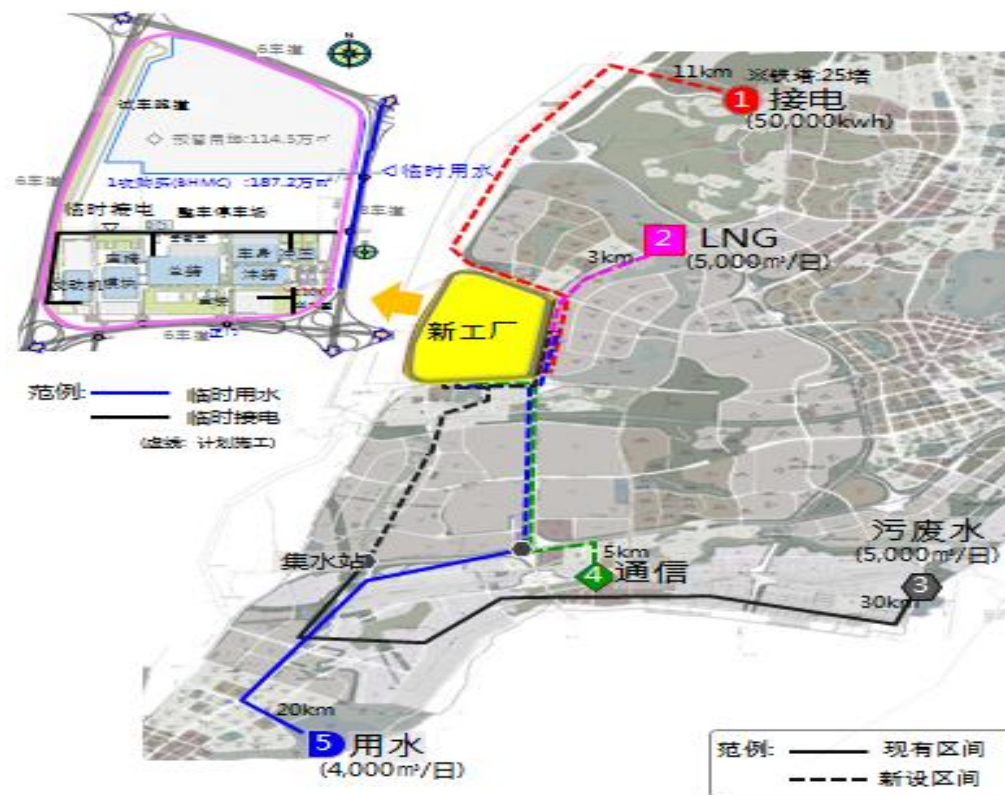 6车道
N
试车跑道
预留用地:114.5万㎡
6车道
1次购买(BHMC) :187.2万㎡
临时用水
临时接电
整车停车场
6车道
总装
车身
冲压
发动机
模块
6车道
范例:
临时用水
临时接电
(虚线: 计划施工)
11km
※铁塔:25塔
1
接电
(50,000kwh)
2
LNG
(5,000㎥/日)
3km
新工厂
集水站
5km
4
通信
污废水
(5,000㎥/日)
3
30km
20km
5
用水
(4,000㎥/日)
范例:
现有区间
新设区间